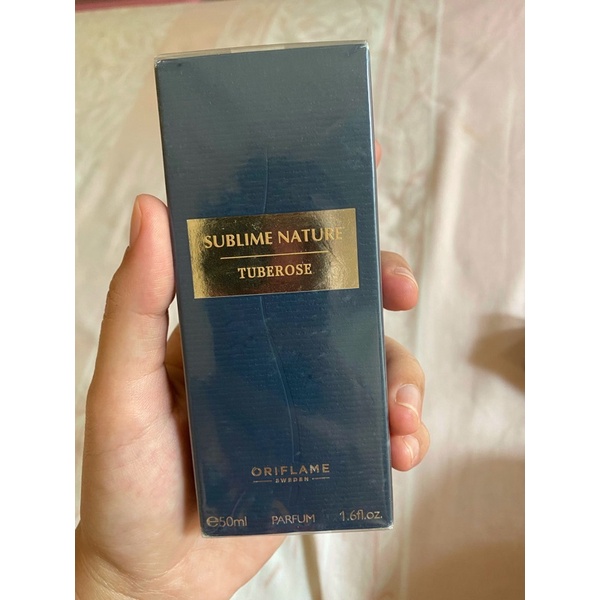 SUBLIME NATURE
TUBEROSE
ORIFLAME
SWEDEN
℮50ml PARFUM 1.6fl.oz.